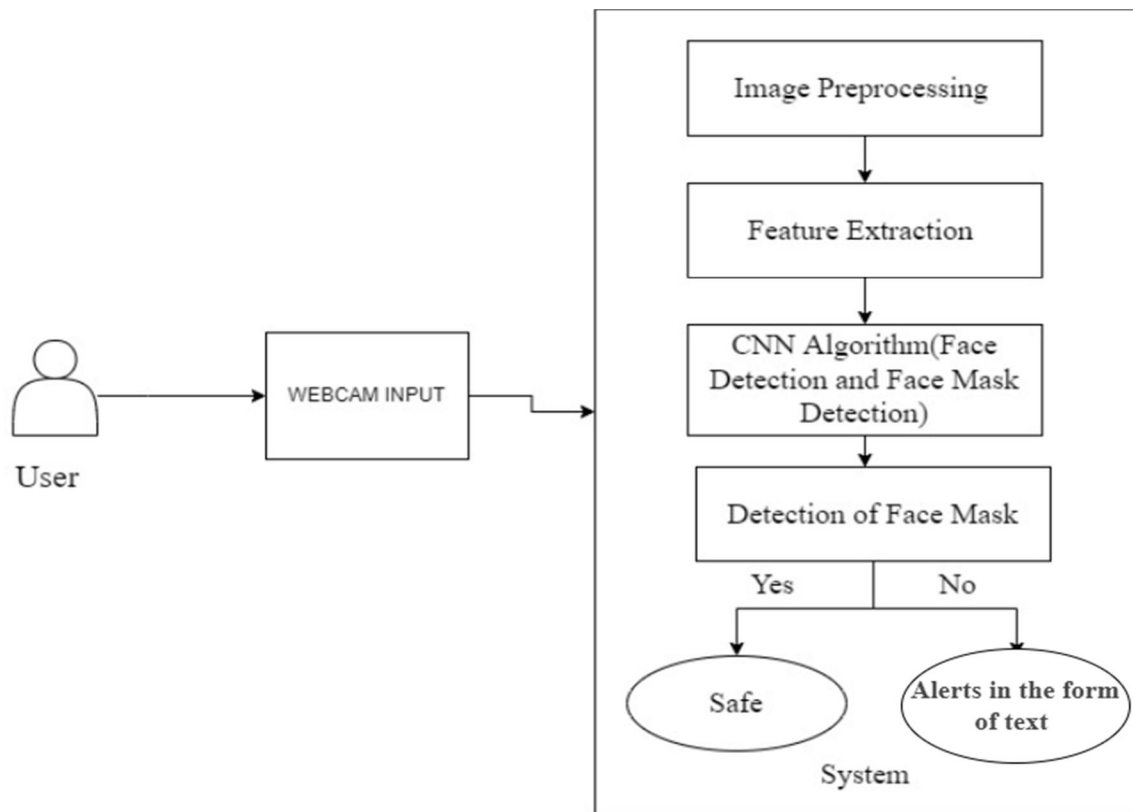 Image Preprocessing
Feature Extraction
CNN Algorithm(Face
Detection and Face Mask
Detection)
WEBCAM INPUT
User
Detection of Face Mask
Yes
No
Safe
Alerts in the form
of text
System